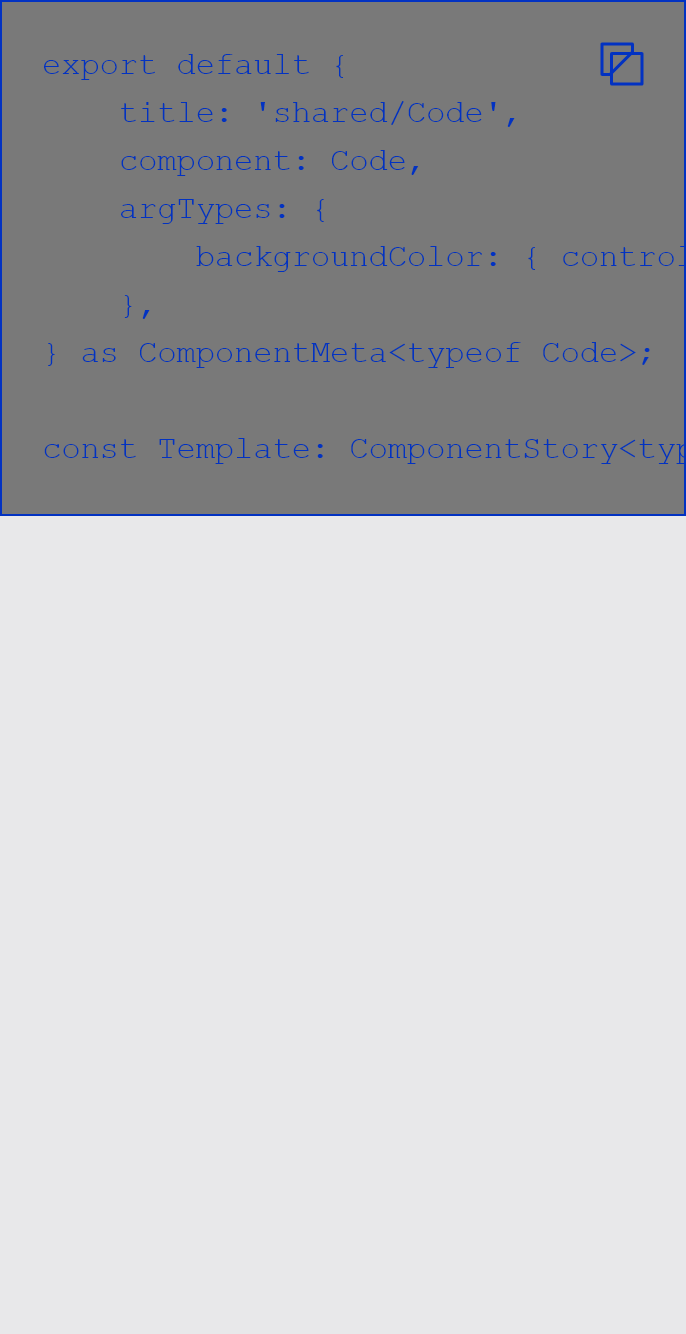 export default {
    title: 'shared/Code',
    component: Code,
    argTypes: {
        backgroundColor: { control
    },
} as ComponentMeta<typeof Code>;

const Template: ComponentStory<typ